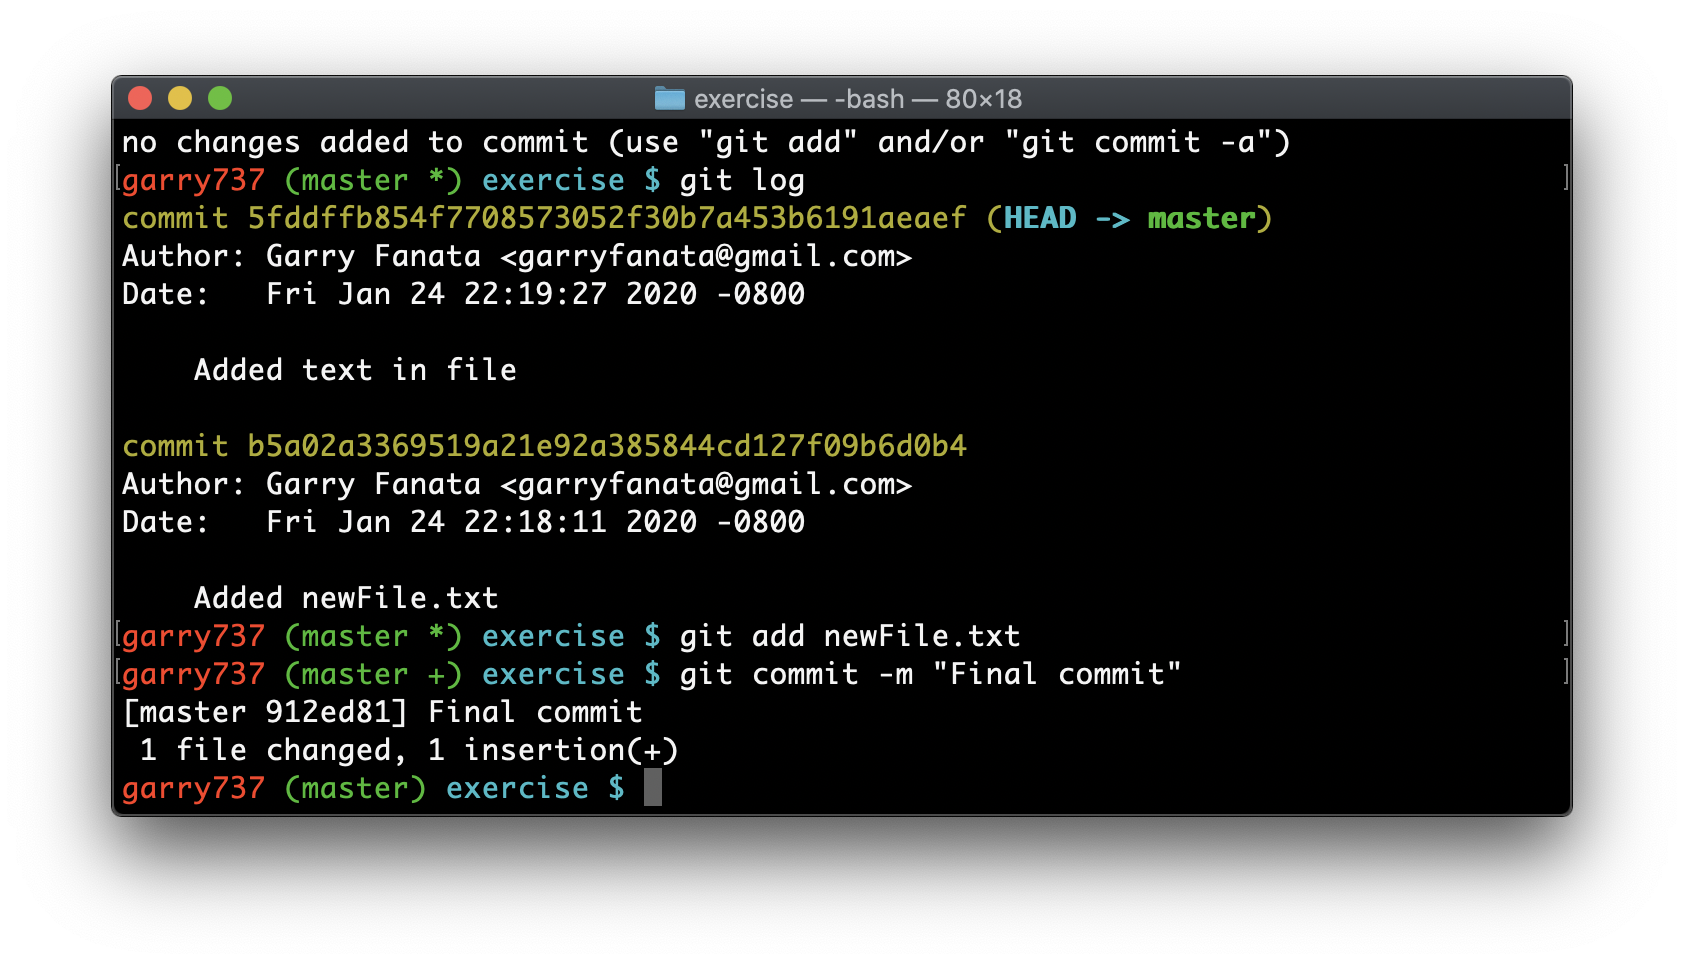 exercise — -bash — 80×18
no changes added to commit (use "git add" and/or "git commit -a")
[garry737 (master *) exercise $ git log ]
commit 5fddffb854f7708573052f30b7a453b6191aeaef (HEAD -> master)
Author: Garry Fanata <garryfanata@gmail.com>
Date:   Fri Jan 24 22:19:27 2020 -0800
    Added text in file
commit b5a02a3369519a21e92a385844cd127f09b6d0b4
Author: Garry Fanata <garryfanata@gmail.com>
Date:   Fri Jan 24 22:18:11 2020 -0800
    Added newFile.txt
[garry737 (master *) exercise $ git add newFile.txt ]
[garry737 (master +) exercise $ git commit -m "Final commit" ]
[master 912ed81] Final commit
 1 file changed, 1 insertion(+)
garry737 (master) exercise $